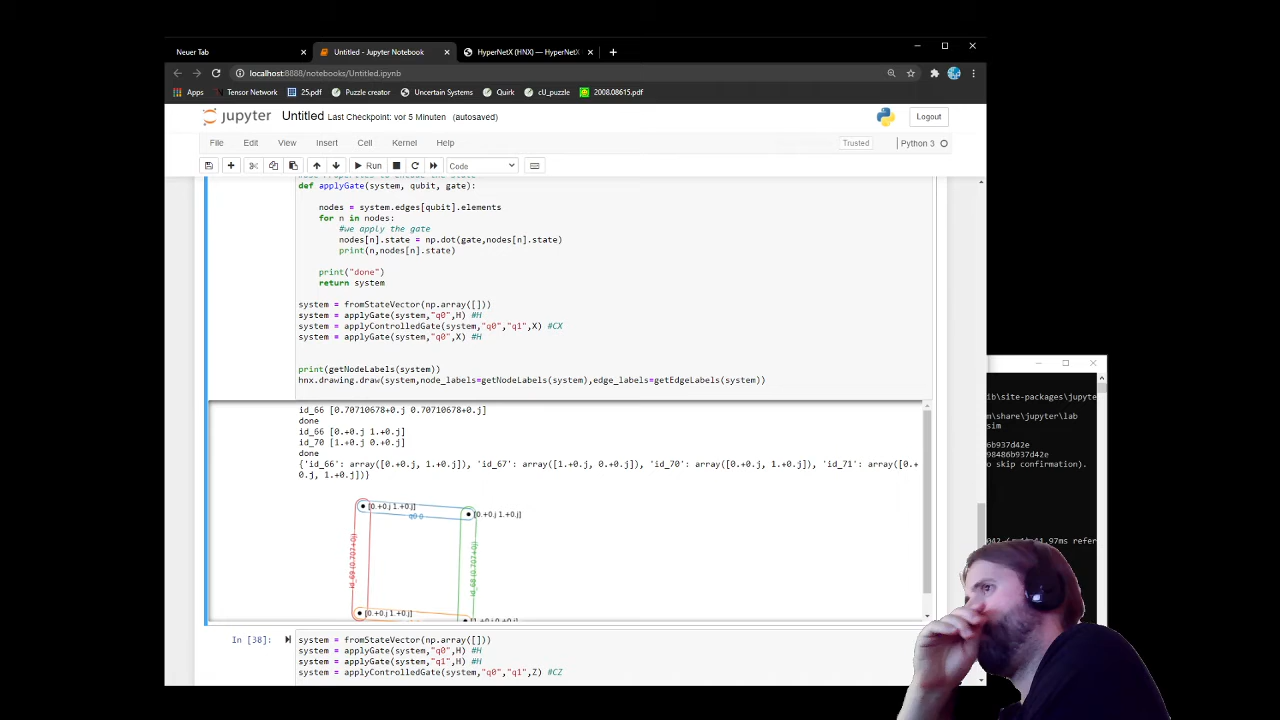 Neuer Tab
Untitled - Jupyter Notebook
HyperNetX (HNX) — HyperNetX
localhost:8888/notebooks/Untitled.ipynb
Apps
Tensor Network
25.pdf
Puzzle creator
Uncertain Systems
Quirk
cU_puzzle
2008.08615.pdf
jupyter Untitled Last Checkpoint: vor 5 Minuten (autosaved)
Logout
File Edit View Insert Cell Kernel Help
Trusted
Python 3
Run
Code
def applyGate(system, qubit, gate):
nodes = system.edges[qubit].elements
for n in nodes:
#we apply the gate
nodes[n].state = np.dot(gate,nodes[n].state)
print(n,nodes[n].state)
print("done")
return system
system = fromStateVector(np.array([]))
system = applyGate(system,"q0",H) #H
system = applyControlledGate(system,"q0","q1",X) #CX
system = applyGate(system,"q0",X) #H
print(getNodeLabels(system))
hnx.drawing.draw(system,node_labels=getNodeLabels(system),edge_labels=getEdgeLabels(system))
id_66 [0.70710678+0.j 0.70710678+0.j]
done
id_66 [0.+0.j 1.+0.j]
id_70 [1.+0.j 0.+0.j]
done
{'id_66': array([0.+0.j, 1.+0.j]), 'id_67': array([1.+0.j, 0.+0.j]), 'id_70': array([0.+0.j, 1.+0.j]), 'id_71': array([0.+
0.j, 1.+0.j])}
[0.+0.j 1.+0.j]
[0.+0.j 1.+0.j]
[0.+0.j 1.+0.j]
In [38]:
system = fromStateVector(np.array([]))
system = applyGate(system,"q0",H) #H
system = applyGate(system,"q1",H) #H
system = applyControlledGate(system,"q0","q1",Z) #CZ
ib\site-packages\jupyte
m\share\jupyter\lab
sim
6b937d42e
98486b937d42e
o skip confirmation).